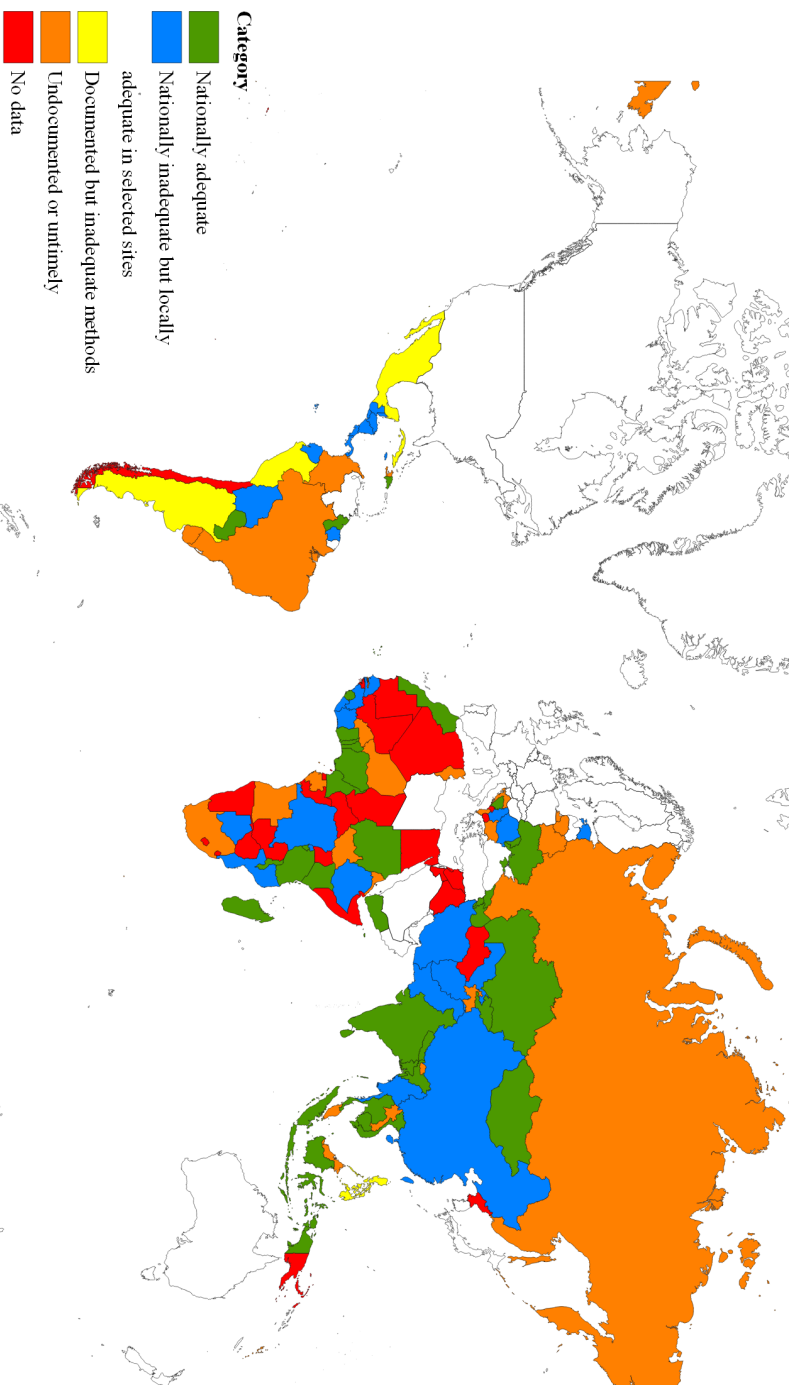 Category
Nationally adequate
Nationally inadequate but locally
adequate in selected sites
Documented but inadequate methods
Undocumented or untimely
No data